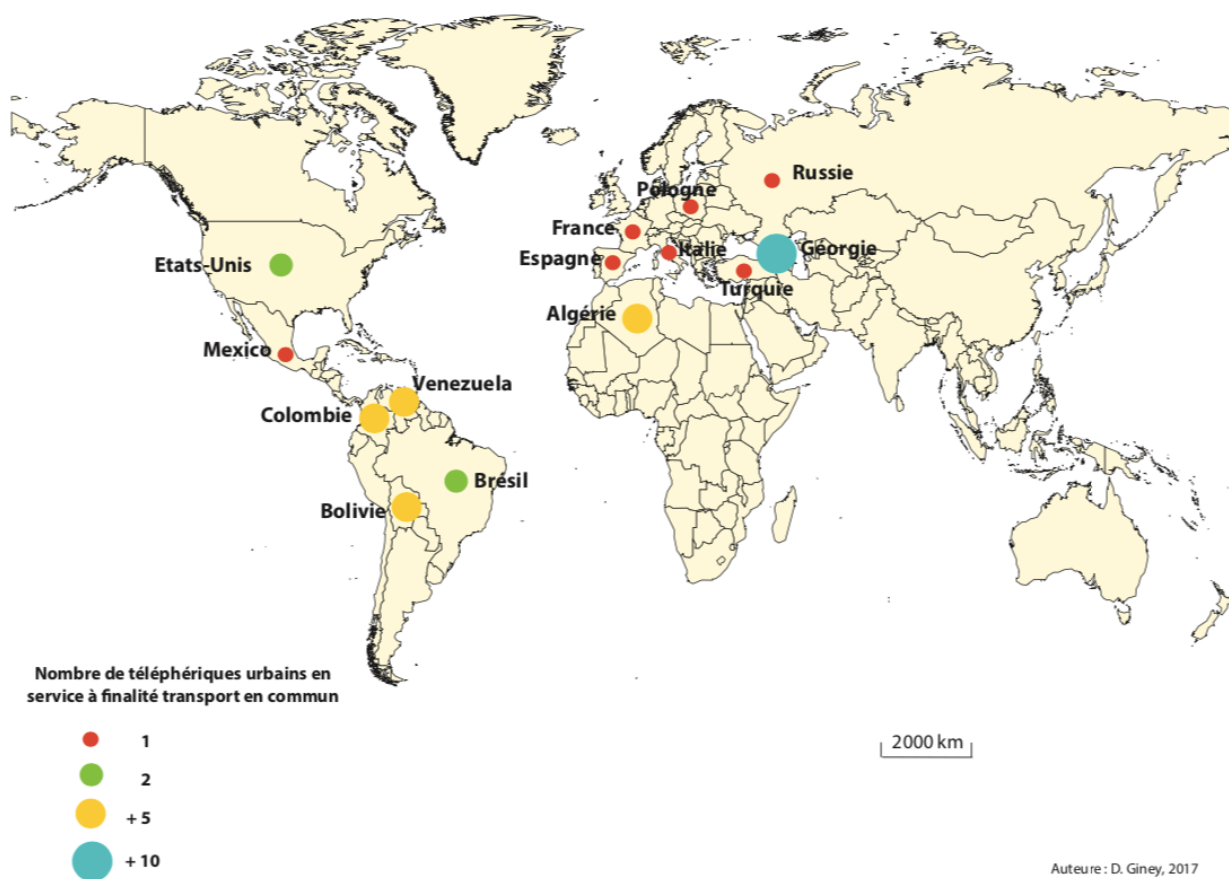 Russie
Pologne
France
Italie
Géorgie
Espagne
Turquie
Etats-Unis
Algérie
Mexico
Venezuela
Colombie
Brésil
Bolivie
Nombre de téléphériques urbains en
service à finalité transport en commun
1
2
+ 5
+ 10
2000 km
Auteure : D. Giney, 2017